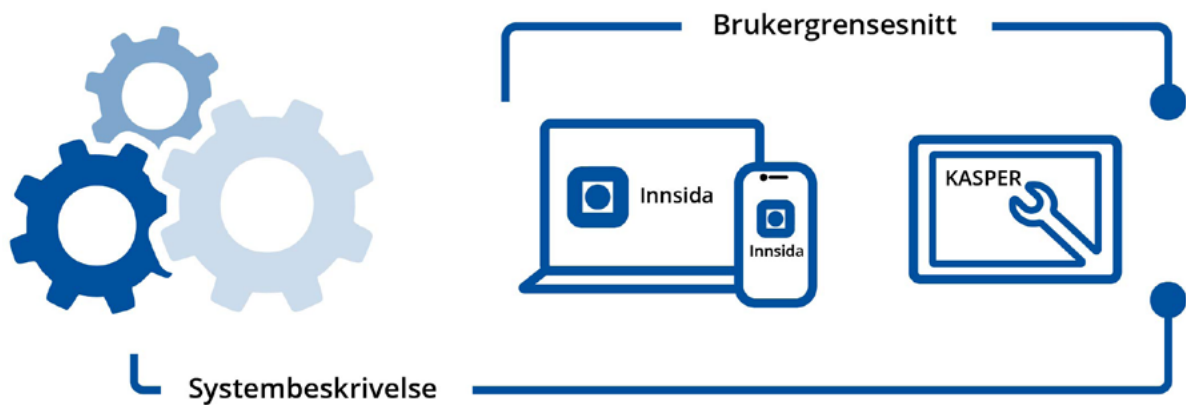 Brukergrensesnitt
Innsida
Innsida
KASPER
Systembeskrivelse